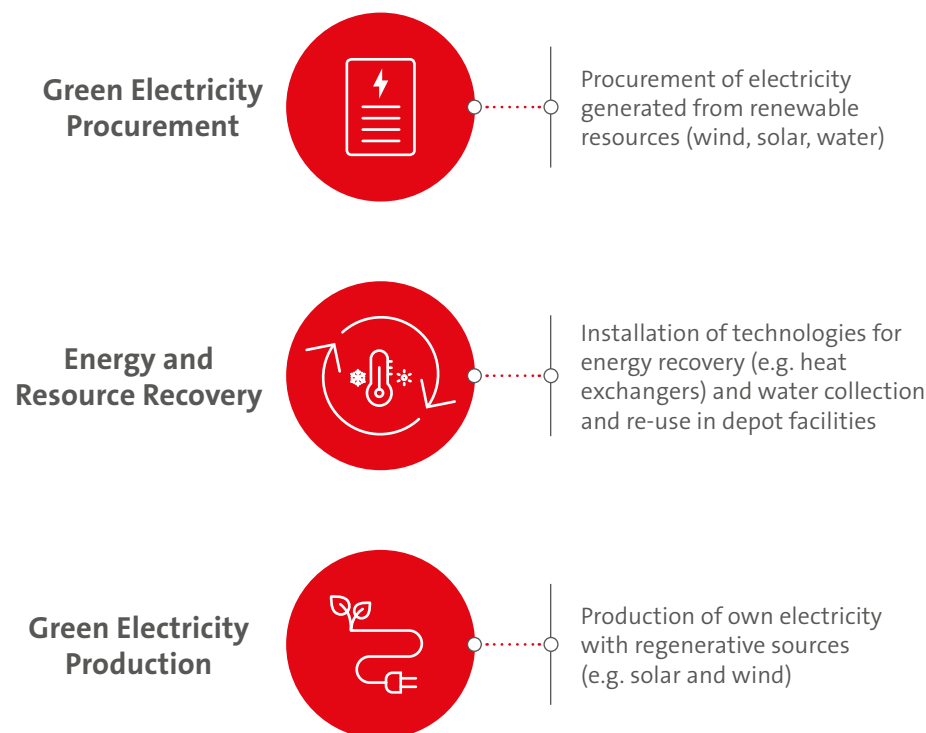 Green Electricity
Procurement
Procurement of electricity
generated from renewable
resources (wind, solar, water)
Energy and
Resource Recovery
Installation of technologies for
energy recovery (e.g. heat
exchangers) and water collection
and re-use in depot facilities
Green Electricity
Production
Production of own electricity
with regenerative sources
(e.g. solar and wind)